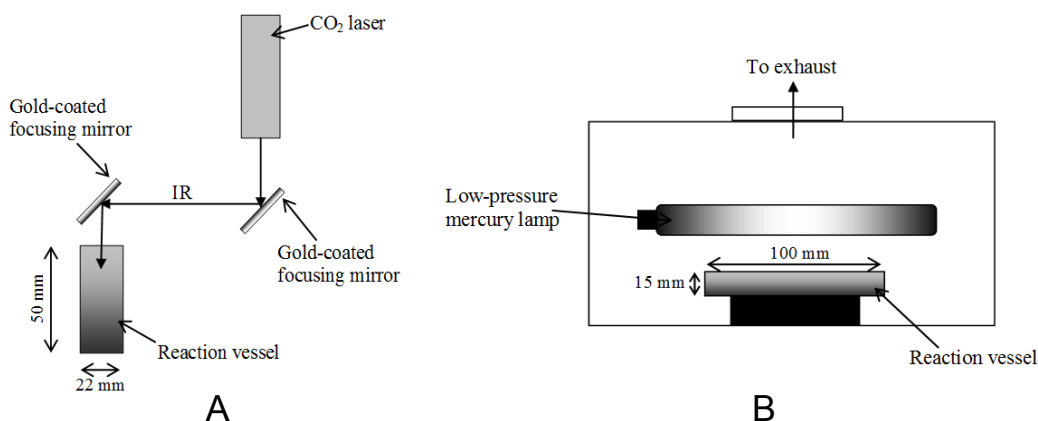 CO₂ laser
Gold-coated
focusing mirror
IR
Gold-coated
focusing mirror
50 mm
Reaction vessel
22 mm
A
To exhaust
Low-pressure
mercury lamp
100 mm
15 mm
Reaction vessel
B